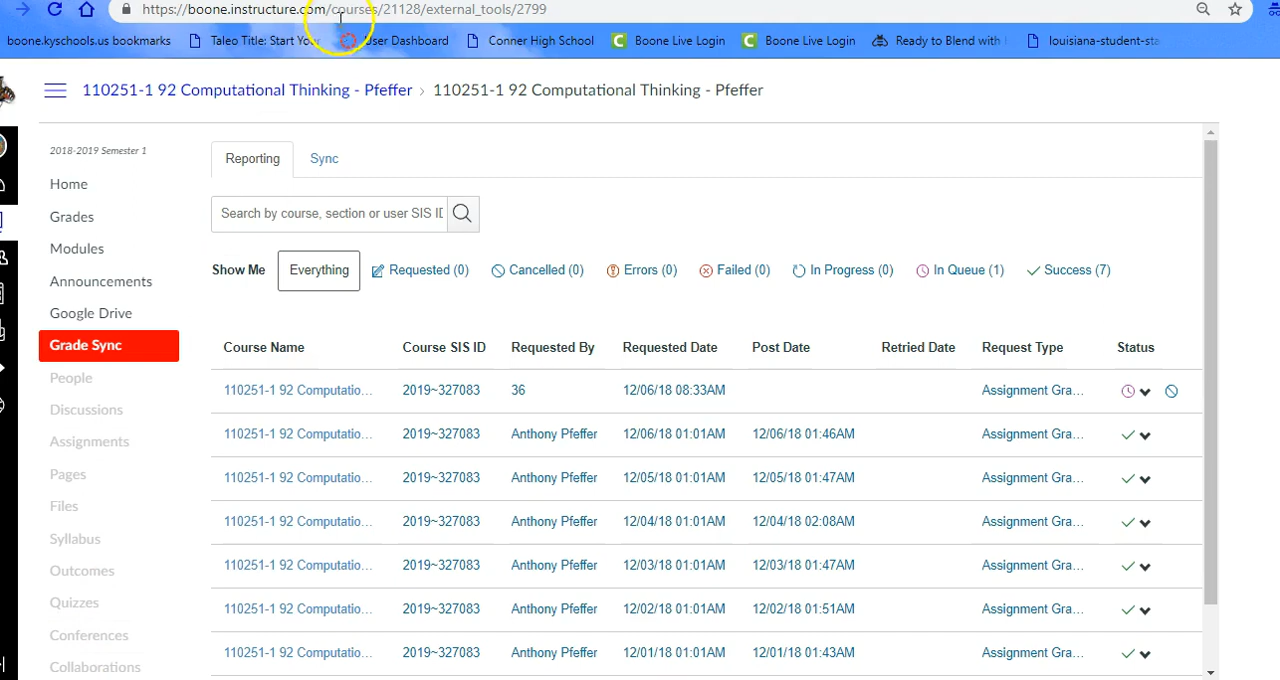 https://boone.instructure.com/courses/21128/external_tools/2799
boone.kyschools.us bookmarks Taleo Title: Start You User Dashboard Conner High School Boone Live Login Boone Live Login Ready to Blend with louisiana-student-sta
110251-1 92 Computational Thinking - Pfeffer › 110251-1 92 Computational Thinking - Pfeffer
2018-2019 Semester 1
Home
Grades
Modules
Announcements
Google Drive
Grade Sync
People
Discussions
Assignments
Pages
Files
Syllabus
Outcomes
Quizzes
Conferences
Collaborations
Reporting Sync
Search by course, section or user SIS ID
Show Me Everything Requested (0) Cancelled (0) Errors (0) Failed (0) In Progress (0) In Queue (1) Success (7)
Course Name Course SIS ID Requested By Requested Date Post Date Retried Date Request Type Status
110251-1 92 Computatio... 2019~327083 36 12/06/18 08:33AM Assignment Gra...
110251-1 92 Computatio... 2019~327083 Anthony Pfeffer 12/06/18 01:01AM 12/06/18 01:46AM Assignment Gra...
110251-1 92 Computatio... 2019~327083 Anthony Pfeffer 12/05/18 01:01AM 12/05/18 01:47AM Assignment Gra...
110251-1 92 Computatio... 2019~327083 Anthony Pfeffer 12/04/18 01:01AM 12/04/18 02:08AM Assignment Gra...
110251-1 92 Computatio... 2019~327083 Anthony Pfeffer 12/03/18 01:01AM 12/03/18 01:47AM Assignment Gra...
110251-1 92 Computatio... 2019~327083 Anthony Pfeffer 12/02/18 01:01AM 12/02/18 01:51AM Assignment Gra...
110251-1 92 Computatio... 2019~327083 Anthony Pfeffer 12/01/18 01:01AM 12/01/18 01:43AM Assignment Gra...